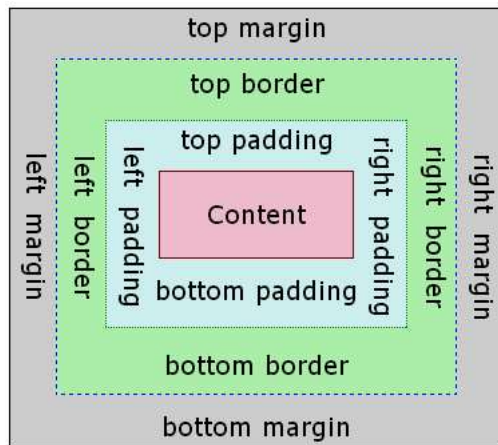 top margin
top border
top padding
left margin
left border
left padding
Content
right padding
right border
right margin
bottom padding
bottom border
bottom margin